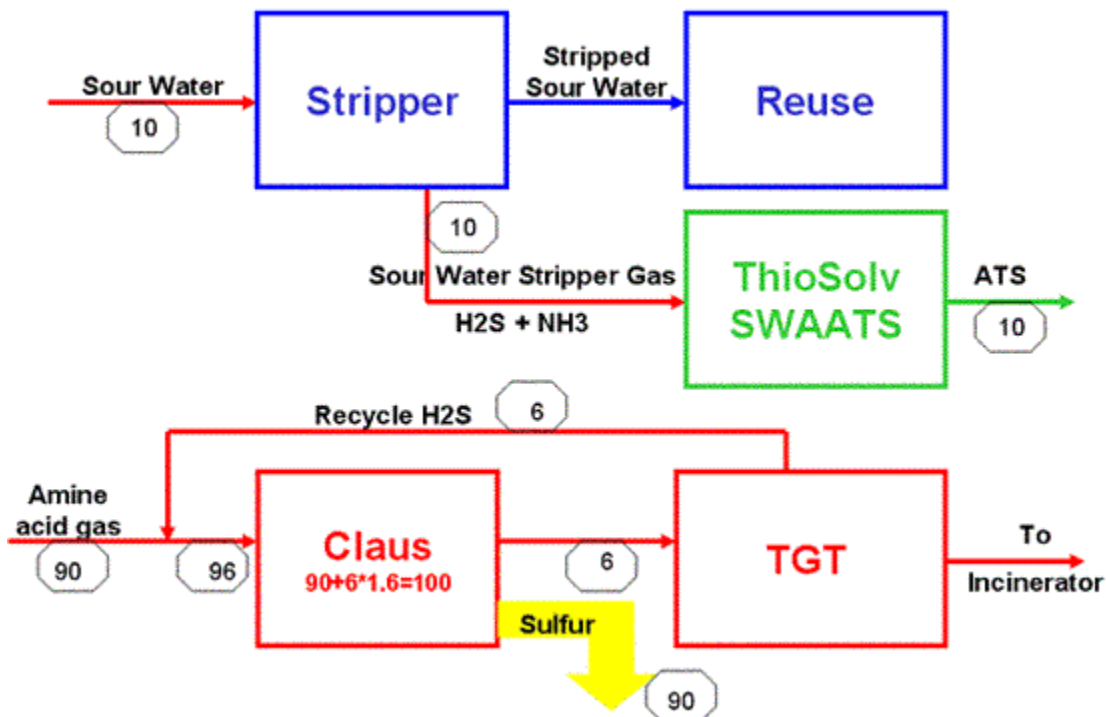 Sour Water
10
Stripper
Stripped
Sour Water
Reuse
10
Sour Water Stripper Gas
H2S + NH3
ThioSolv
SWAATS
ATS
10
Recycle H2S
6
Amine
acid gas
90
96
Claus
90+6*1.6=100
6
TGT
To
Incinerator
Sulfur
90